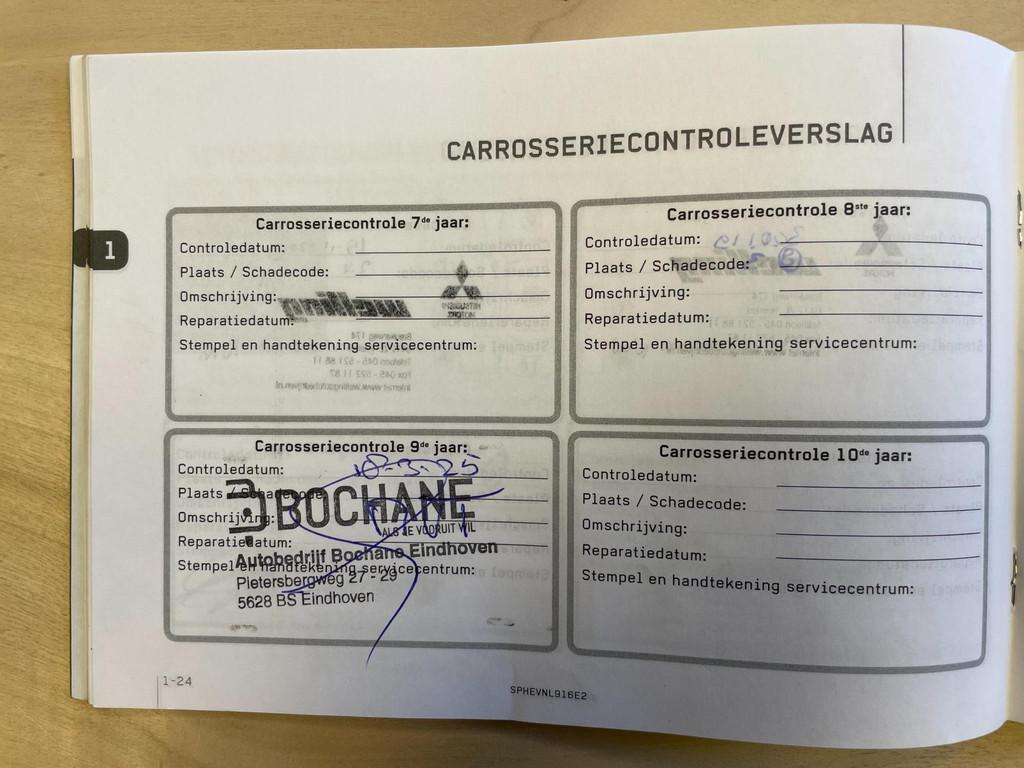 CARROSSERIECONTROLEVERSLAG
1
Carrosseriecontrole 7de jaar:
Controledatum:
Plaats / Schadecode:
Omschrijving:
Reparatiedatum:
Stempel en handtekening servicecentrum:
Carrosseriecontrole 8ste jaar:
Controledatum:
Plaats / Schadecode:
Omschrijving:
Reparatiedatum:
Stempel en handtekening servicecentrum:
Carrosseriecontrole 9de jaar:
Controledatum: 18-3-25
Plaats / Schadecode:
BOCHANE
Omschrijving:
ALS JE VOORUIT WIL
Reparatiedatum:
Autobedrijf Bochane Eindhoven
Stempel en handtekening servicecentrum:
Pietersbergweg 27 - 29
5628 BS Eindhoven
Carrosseriecontrole 10de jaar:
Controledatum:
Plaats / Schadecode:
Omschrijving:
Reparatiedatum:
Stempel en handtekening servicecentrum:
1-24
SPHEVNL916E2